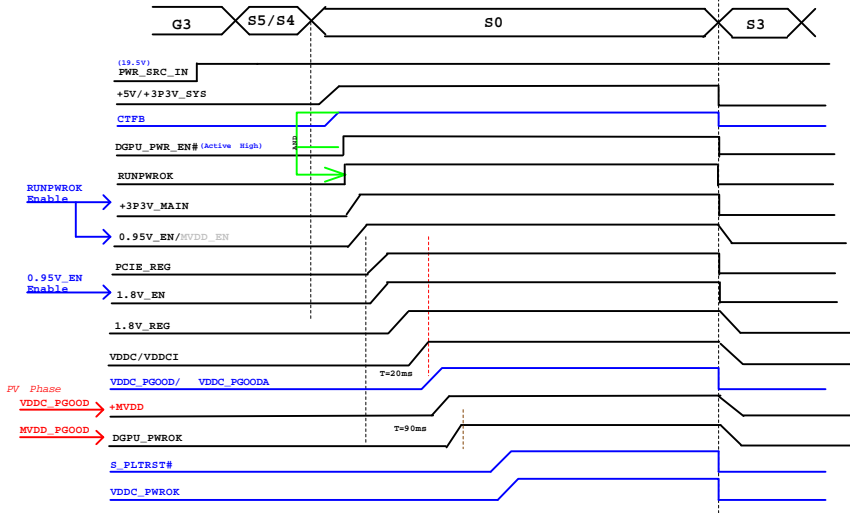 G3 S5/S4 S0 S3
(19.5V)
PWR_SRC_IN
+5V/+3P3V_SYS
CTFB
AND
DGPU_PWR_EN# (Active High)
RUNPWROK
RUNPWROK
Enable
+3P3V_MAIN
0.95V_EN/MVDD_EN
PCIE_REG
0.95V_EN
Enable
1.8V_EN
1.8V_REG
VDDC/VDDCI
T=20ms
VDDC_PGOOD/ VDDC_PGOODA
PV Phase
VDDC_PGOOD
+MVDD
T=90ms
MVDD_PGOOD
DGPU_PWROK
S_PLTRST#
VDDC_PWROK